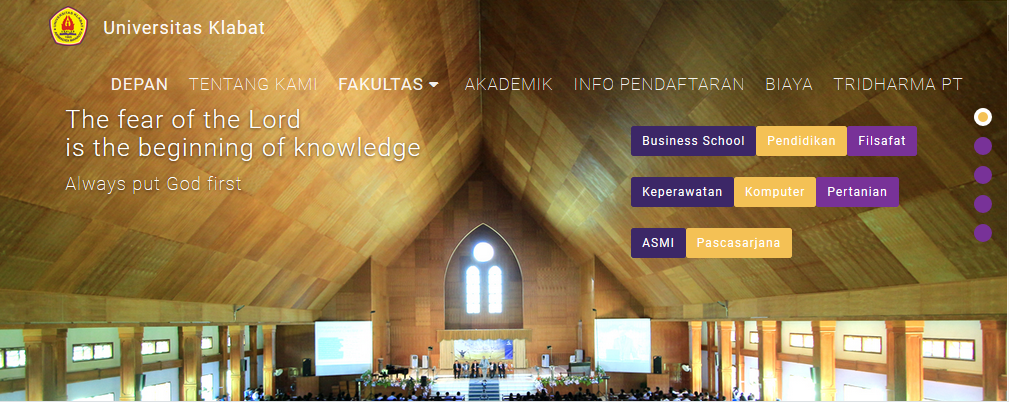 Universitas Klabat
DEPAN TENTANG KAMI FAKULTAS AKADEMIK INFO PENDAFTARAN BIAYA TRIDHARMA PT
The fear of the Lord
is the beginning of knowledge
Always put God first
Business School Pendidikan Filsafat
Keperawatan Komputer Pertanian
ASMI Pascasarjana